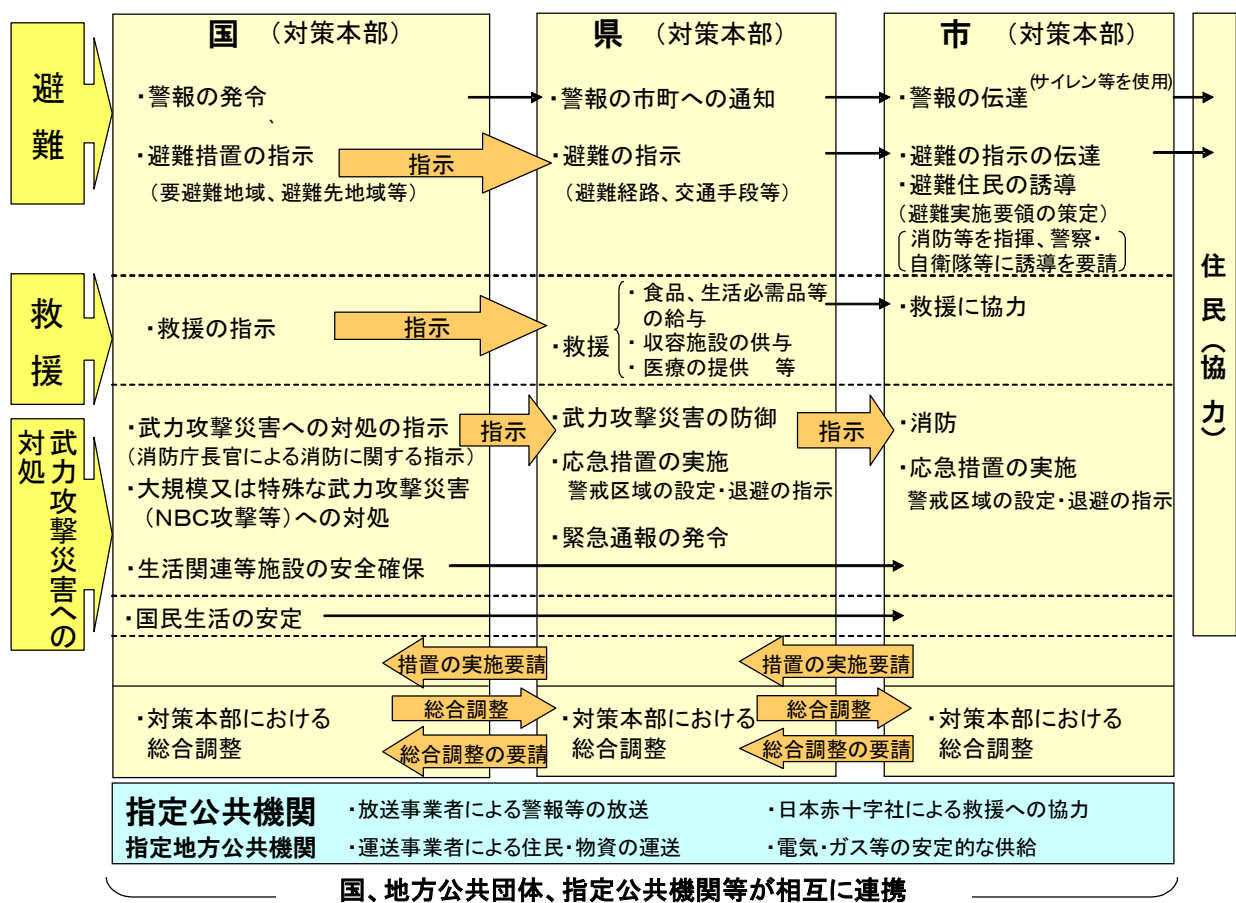 国 （対策本部）
県 （対策本部）
市 （対策本部）
避難
・警報の発令
・警報の市町への通知
・警報の伝達(サイレン等を使用)
・避難措置の指示
（要避難地域、避難先地域等）
指示
・避難の指示
（避難経路、交通手段等）
・避難の指示の伝達
・避難住民の誘導
（避難実施要領の策定）
消防等を指揮、警察・
自衛隊等に誘導を要請
救援
・救援の指示
指示
・救援
・食品、生活必需品等
の給与
・収容施設の供与
・医療の提供 等
・救援に協力
武力攻撃災害への
対処
・武力攻撃災害への対処の指示
（消防庁長官による消防に関する指示）
・大規模又は特殊な武力攻撃災害
（NBC攻撃等）への対処
・生活関連等施設の安全確保
指示
・武力攻撃災害の防御
・応急措置の実施
警戒区域の設定・退避の指示
・緊急通報の発令
指示
・消防
・応急措置の実施
警戒区域の設定・退避の指示
・国民生活の安定
措置の実施要請
措置の実施要請
・対策本部における
総合調整
総合調整
総合調整の要請
・対策本部における
総合調整
総合調整
総合調整の要請
・対策本部における
総合調整
住民（協力）
指定公共機関
・放送事業者による警報等の放送
・日本赤十字社による救援への協力
指定地方公共機関
・運送事業者による住民・物資の運送
・電気・ガス等の安定的な供給
国、地方公共団体、指定公共機関等が相互に連携